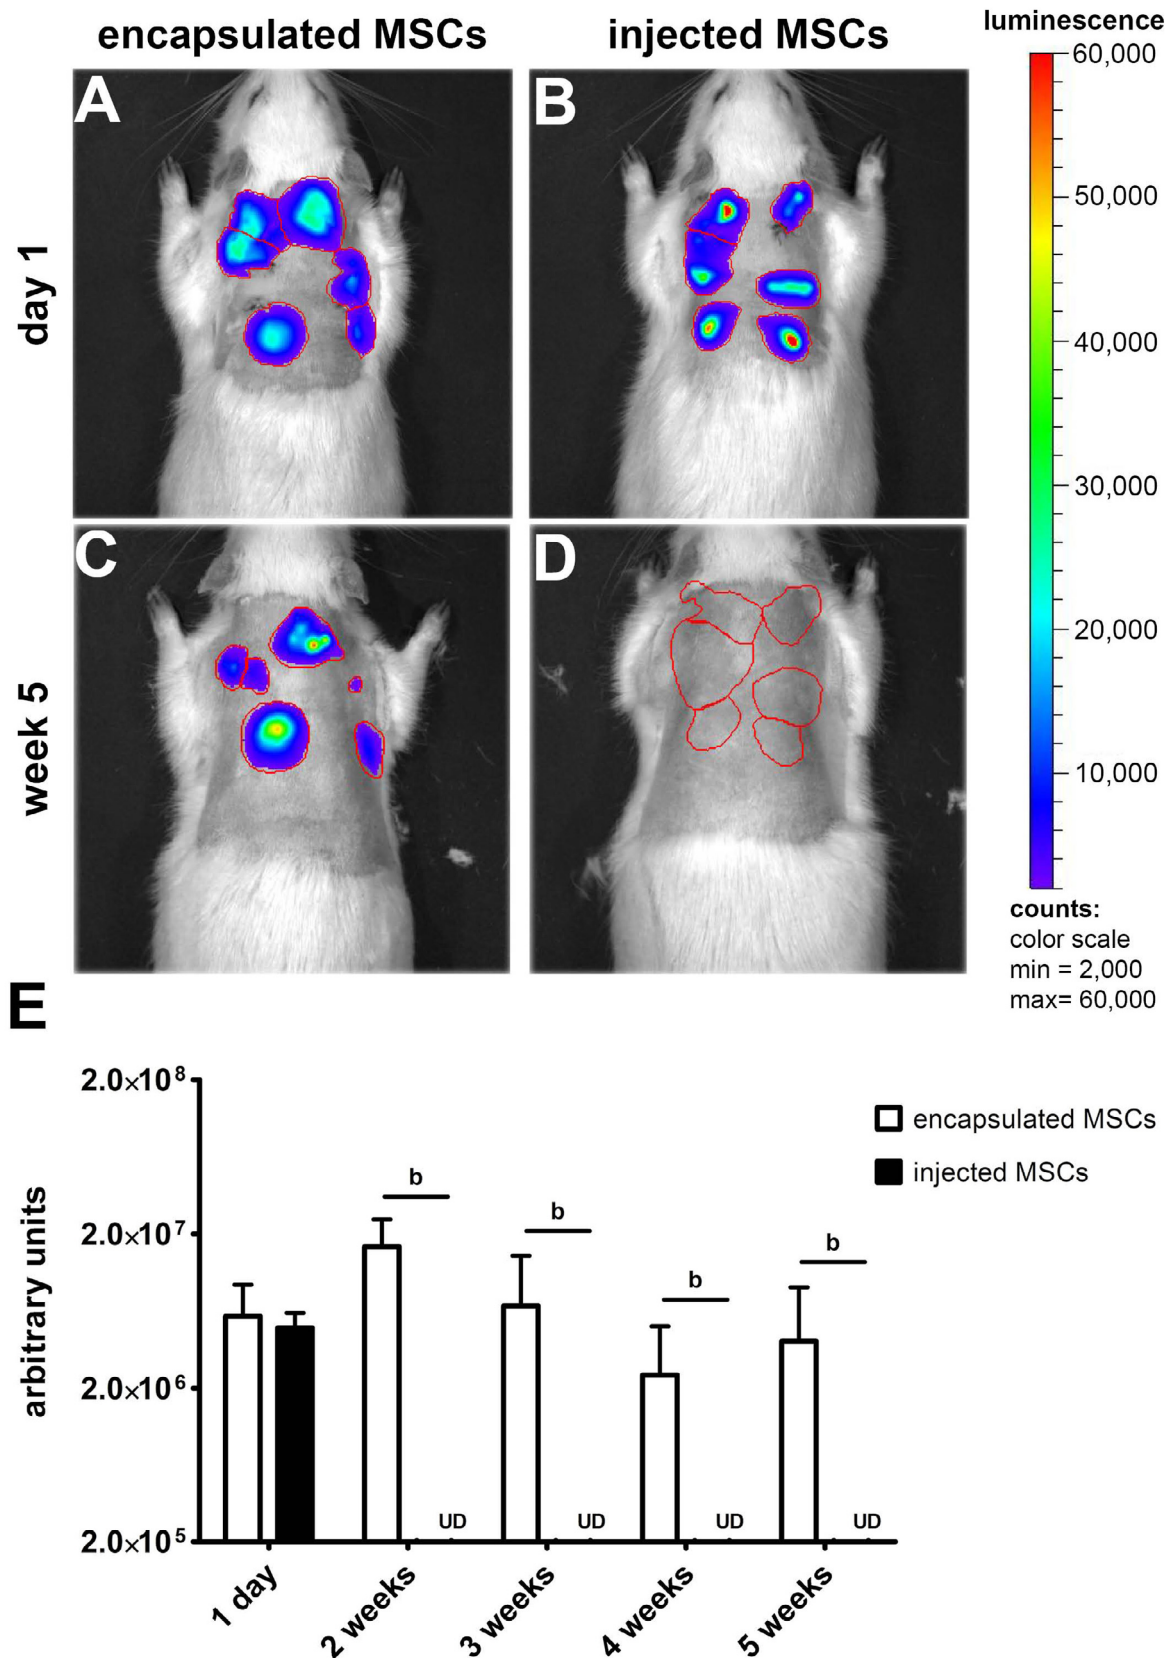 encapsulated MSCs
injected MSCs
luminescence
A
B
60,000
50,000
40,000
30,000
20,000
10,000
day 1
C
D
week 5
counts:
color scale
min = 2,000
max= 60,000
E
2.0×10⁸
2.0×10⁷
2.0×10⁶
2.0×10⁵
arbitrary units
encapsulated MSCs
injected MSCs
b
b
b
b
UD
UD
UD
UD
1 day
2 weeks
3 weeks
4 weeks
5 weeks